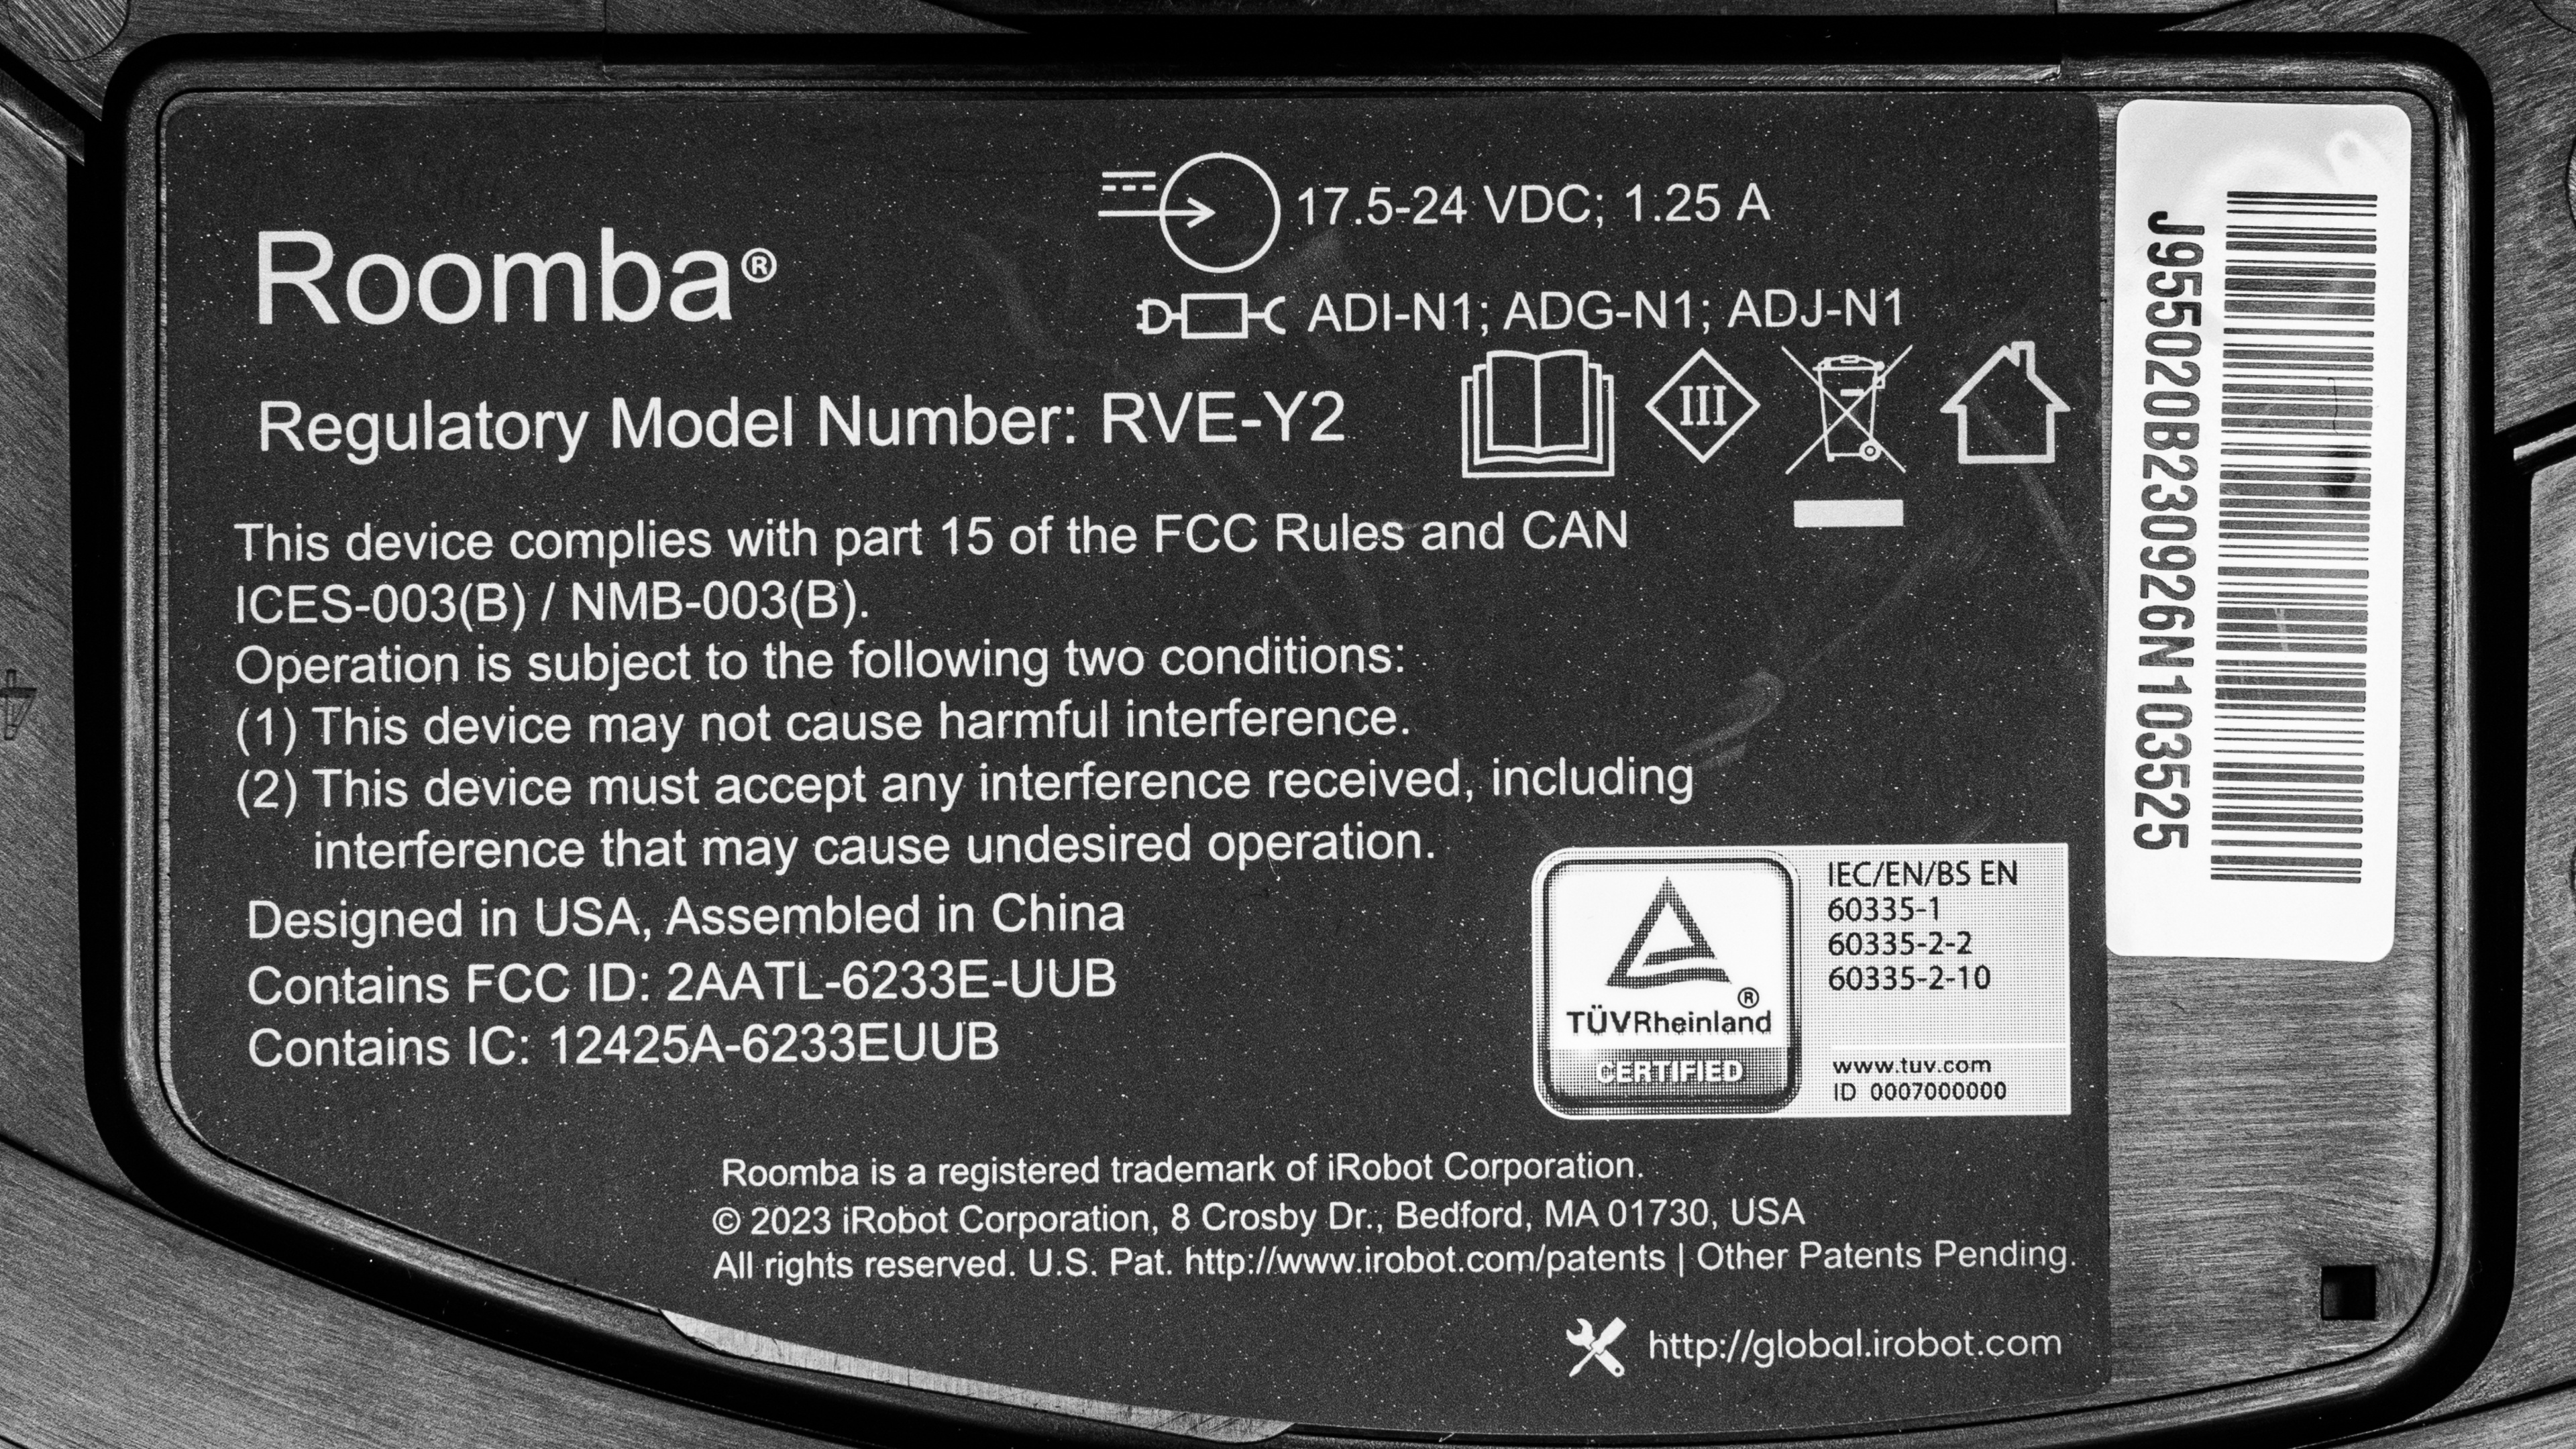 Roomba®
17.5-24 VDC; 1.25 A
ADI-N1; ADG-N1; ADJ-N1
Regulatory Model Number: RVE-Y2
III
This device complies with part 15 of the FCC Rules and CAN
ICES-003(B) / NMB-003(B).
Operation is subject to the following two conditions:
(1) This device may not cause harmful interference.
(2) This device must accept any interference received, including
interference that may cause undesired operation.
Designed in USA, Assembled in China
Contains FCC ID: 2AATL-6233E-UUB
Contains IC: 12425A-6233EUUB
TÜVRheinland®
CERTIFIED
IEC/EN/BS EN
60335-1
60335-2-2
60335-2-10
www.tuv.com
ID 0007000000
Roomba is a registered trademark of iRobot Corporation.
© 2023 iRobot Corporation, 8 Crosby Dr., Bedford, MA 01730, USA
All rights reserved. U.S. Pat. http://www.irobot.com/patents | Other Patents Pending.
http://global.irobot.com
J955020B230926N103525